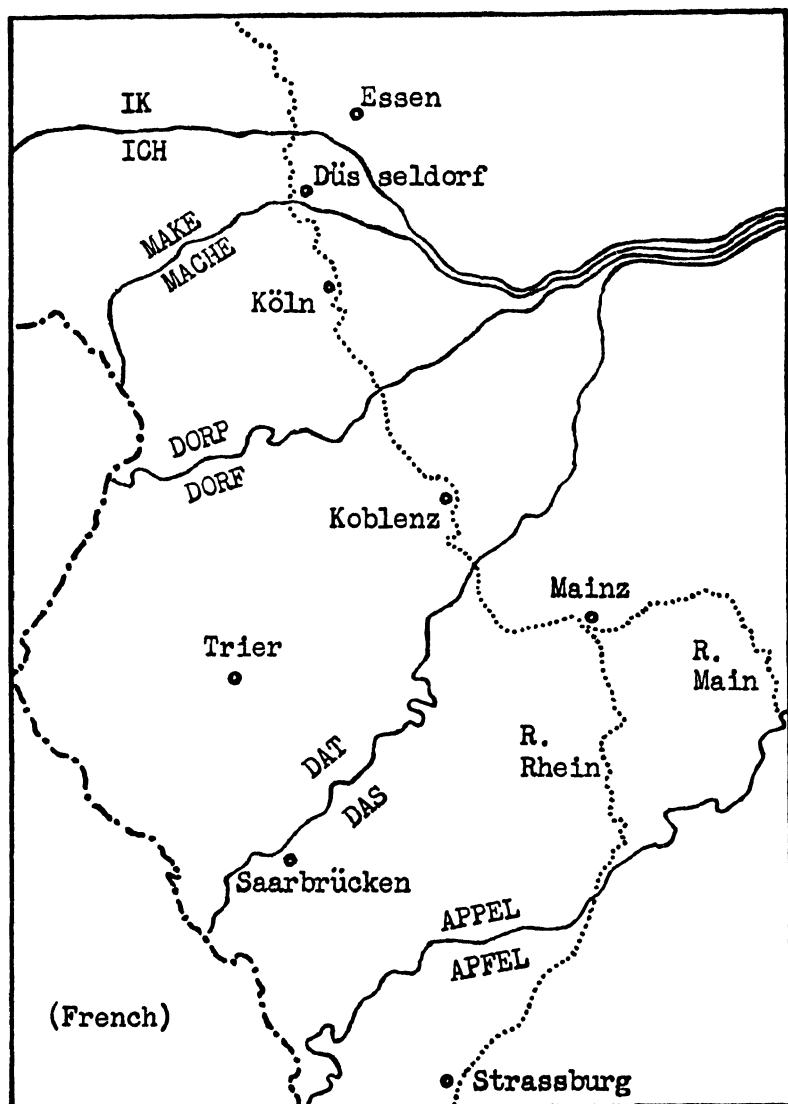 IK
Essen
ICH
Düsseldorf
MAKE
MACHE
Köln
DORP
DORF
Koblenz
Mainz
Trier
R.
Main
R.
Rhein
DAT
DAS
Saarbrücken
APPEL
APFEL
(French)
Strassburg